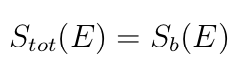 S_{tot}(E) = S_b(E)